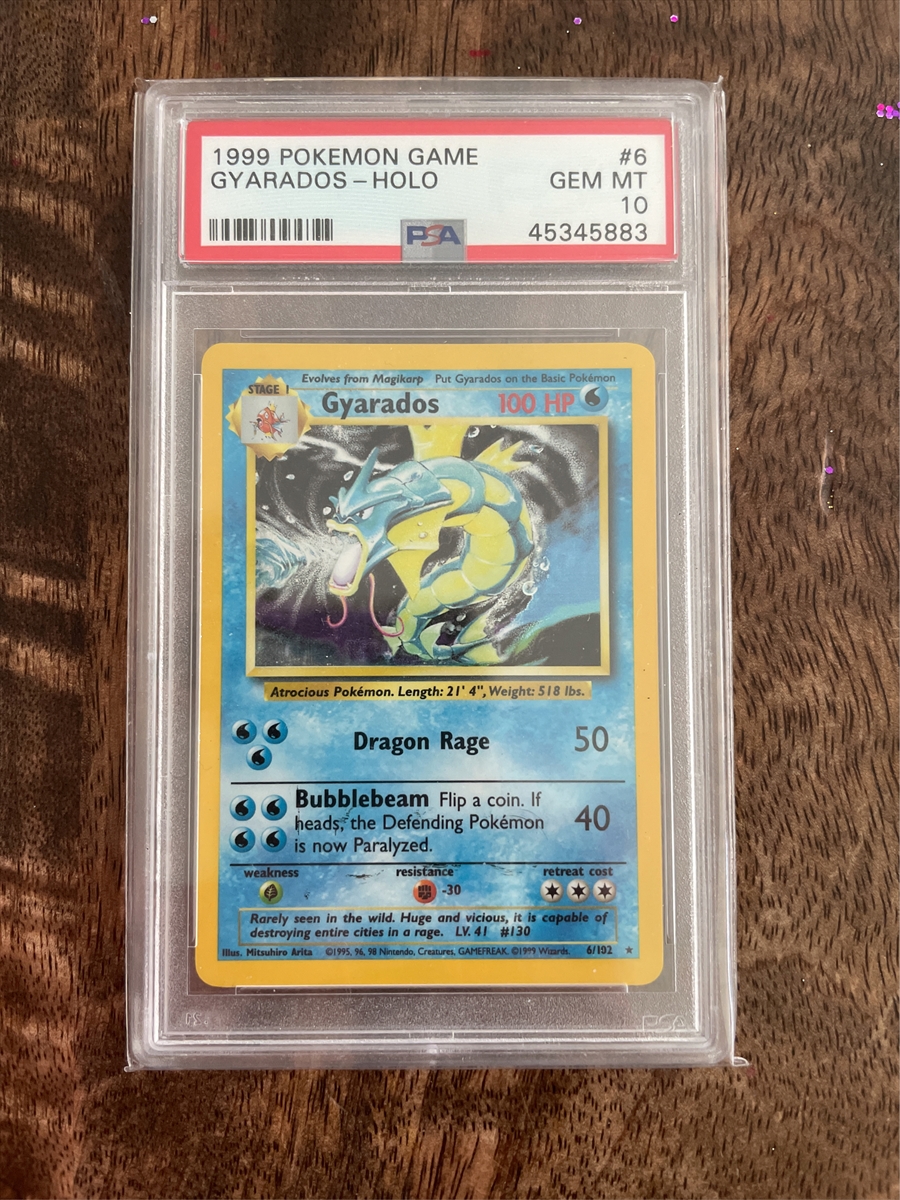 1999 POKEMON GAME #6
GYARADOS - HOLO GEM MT
10
PSA 45345883
Evolves from Magikarp Put Gyarados on the Basic Pokémon
STAGE 1
Gyarados 100 HP
Atrocious Pokémon. Length: 21' 4", Weight: 518 lbs.
Dragon Rage 50
Bubblebeam Flip a coin. If
heads, the Defending Pokémon 40
is now Paralyzed.
weakness resistance retreat cost
-30
Rarely seen in the wild. Huge and vicious, it is capable of
destroying entire cities in a rage. LV. 41 #130
Illus. Mitsuhiro Arita ©1995, 96, 98 Nintendo, Creatures, GAMEFREAK. ©1999 Wizards. 6/102
PSA